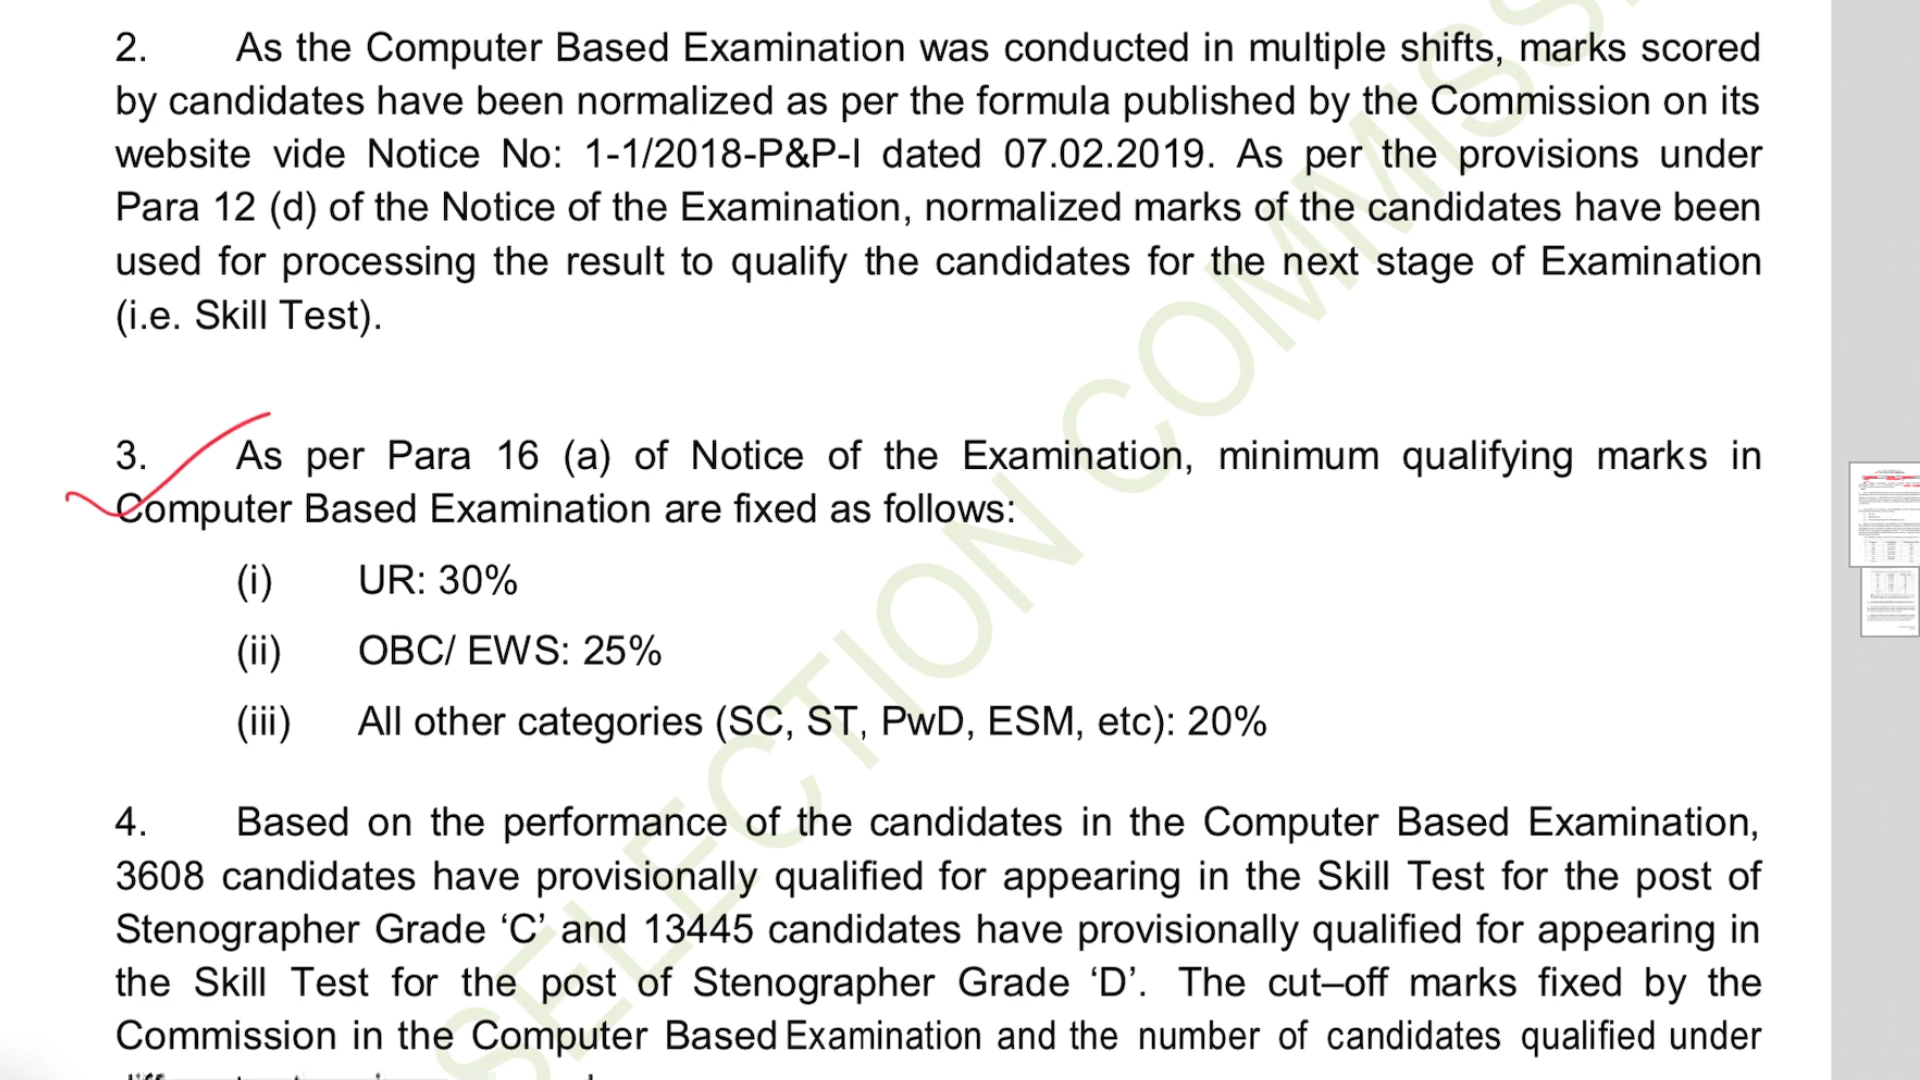 2. As the Computer Based Examination was conducted in multiple shifts, marks scored
by candidates have been normalized as per the formula published by the Commission on its
website vide Notice No: 1-1/2018-P&P-I dated 07.02.2019. As per the provisions under
Para 12 (d) of the Notice of the Examination, normalized marks of the candidates have been
used for processing the result to qualify the candidates for the next stage of Examination
(i.e. Skill Test).
3. As per Para 16 (a) of Notice of the Examination, minimum qualifying marks in
Computer Based Examination are fixed as follows:
(i) UR: 30%
(ii) OBC/ EWS: 25%
(iii) All other categories (SC, ST, PwD, ESM, etc): 20%
4. Based on the performance of the candidates in the Computer Based Examination,
3608 candidates have provisionally qualified for appearing in the Skill Test for the post of
Stenographer Grade ‘C’ and 13445 candidates have provisionally qualified for appearing in
the Skill Test for the post of Stenographer Grade ‘D’. The cut–off marks fixed by the
Commission in the Computer Based Examination and the number of candidates qualified under
SELECTION COMMISS